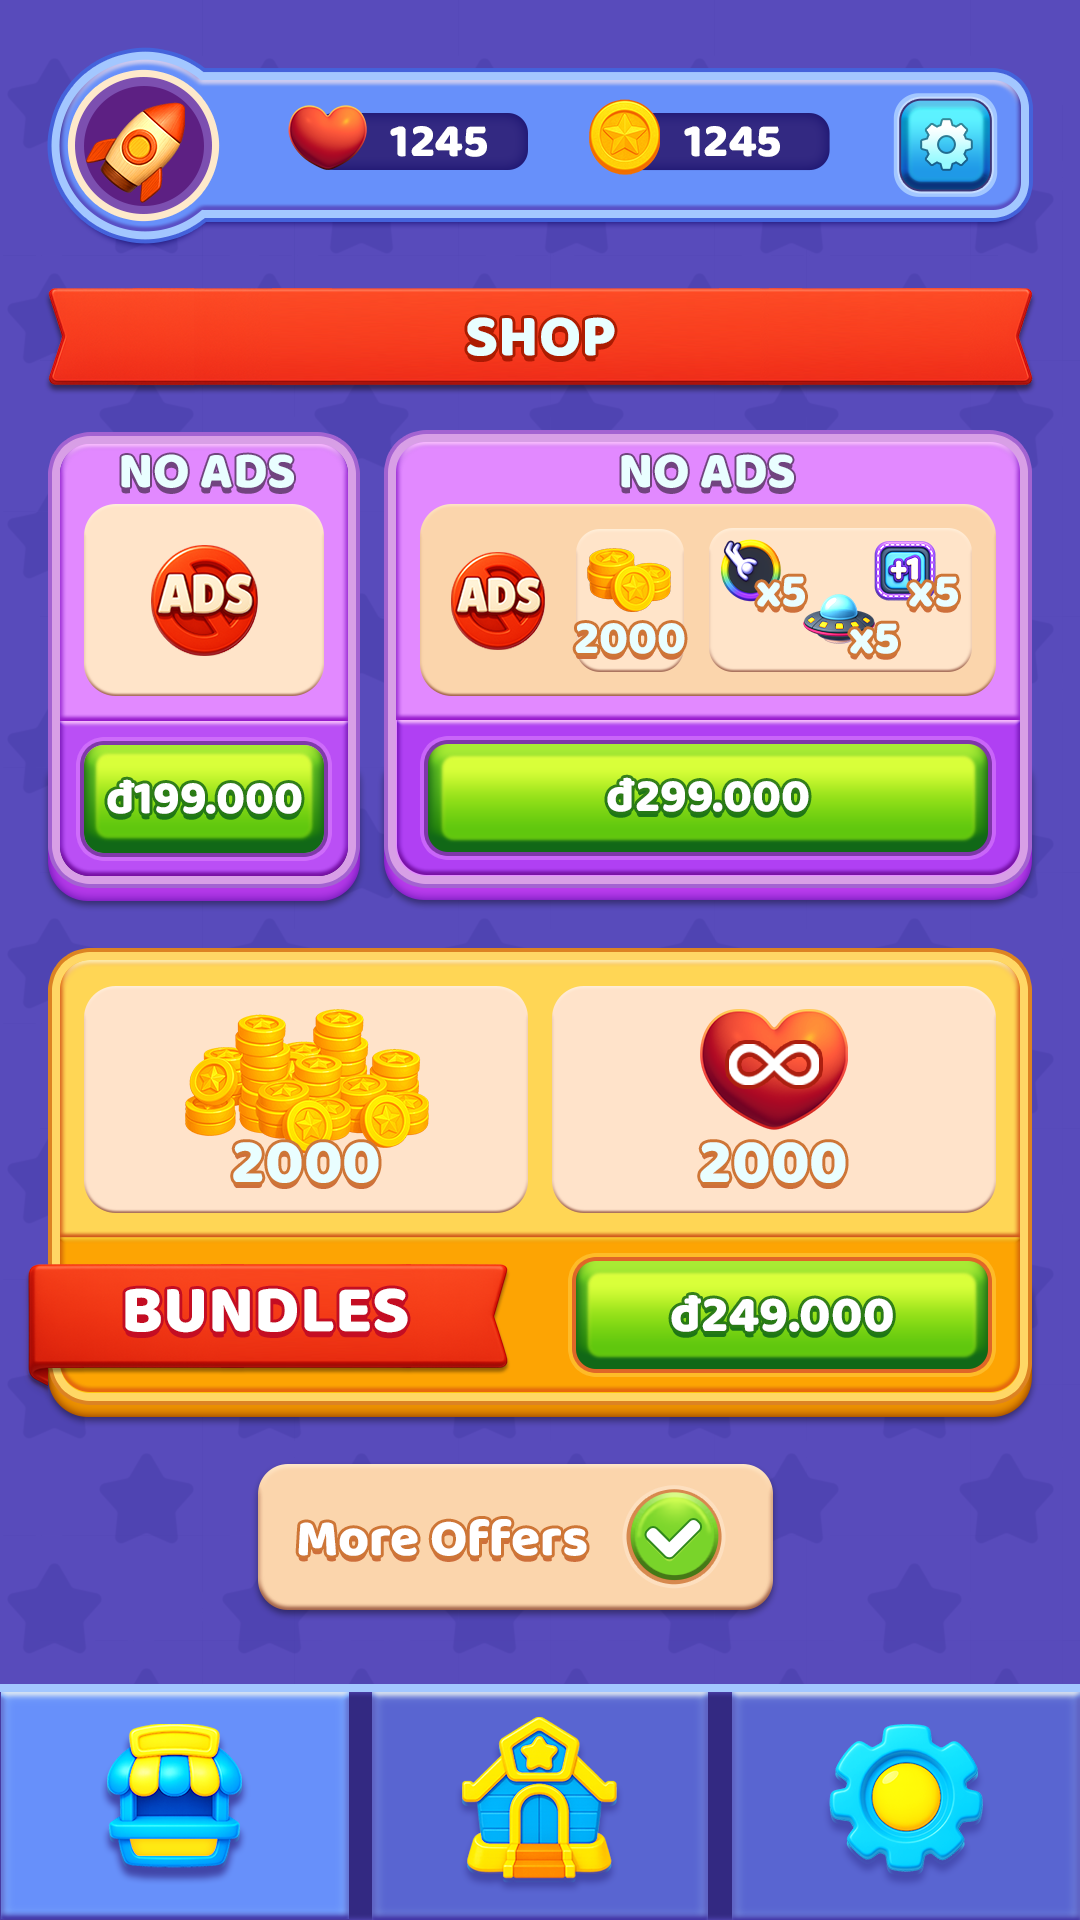 1245
1245
SHOP
NO ADS
ADS
đ199.000
NO ADS
ADS
2000
x5
+1
x5
x5
đ299.000
2000
2000
BUNDLES
đ249.000
More Offers